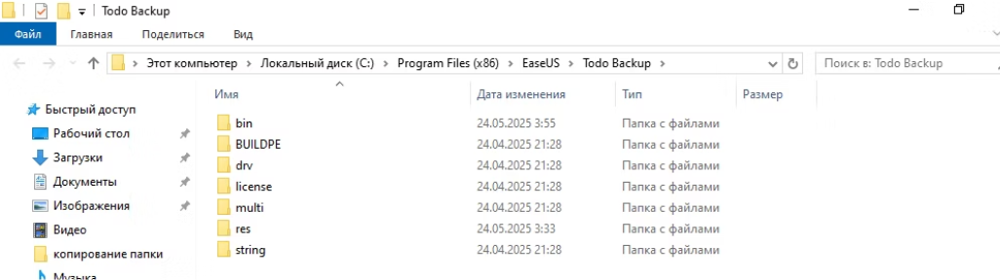 Todo Backup
Файл Главная Поделиться Вид
Этот компьютер > Локальный диск (C:) > Program Files (x86) > EaseUS > Todo Backup >
Поиск в: Todo Backup
Имя Дата изменения Тип Размер
Быстрый доступ
Рабочий стол
Загрузки
Документы
Изображения
Видео
копирование папки
Музыка
bin 24.05.2025 3:55 Папка с файлами
BUILDPE 24.04.2025 21:28 Папка с файлами
drv 24.04.2025 21:28 Папка с файлами
license 24.04.2025 21:28 Папка с файлами
multi 24.04.2025 21:28 Папка с файлами
res 24.05.2025 3:33 Папка с файлами
string 24.04.2025 21:28 Папка с файлами